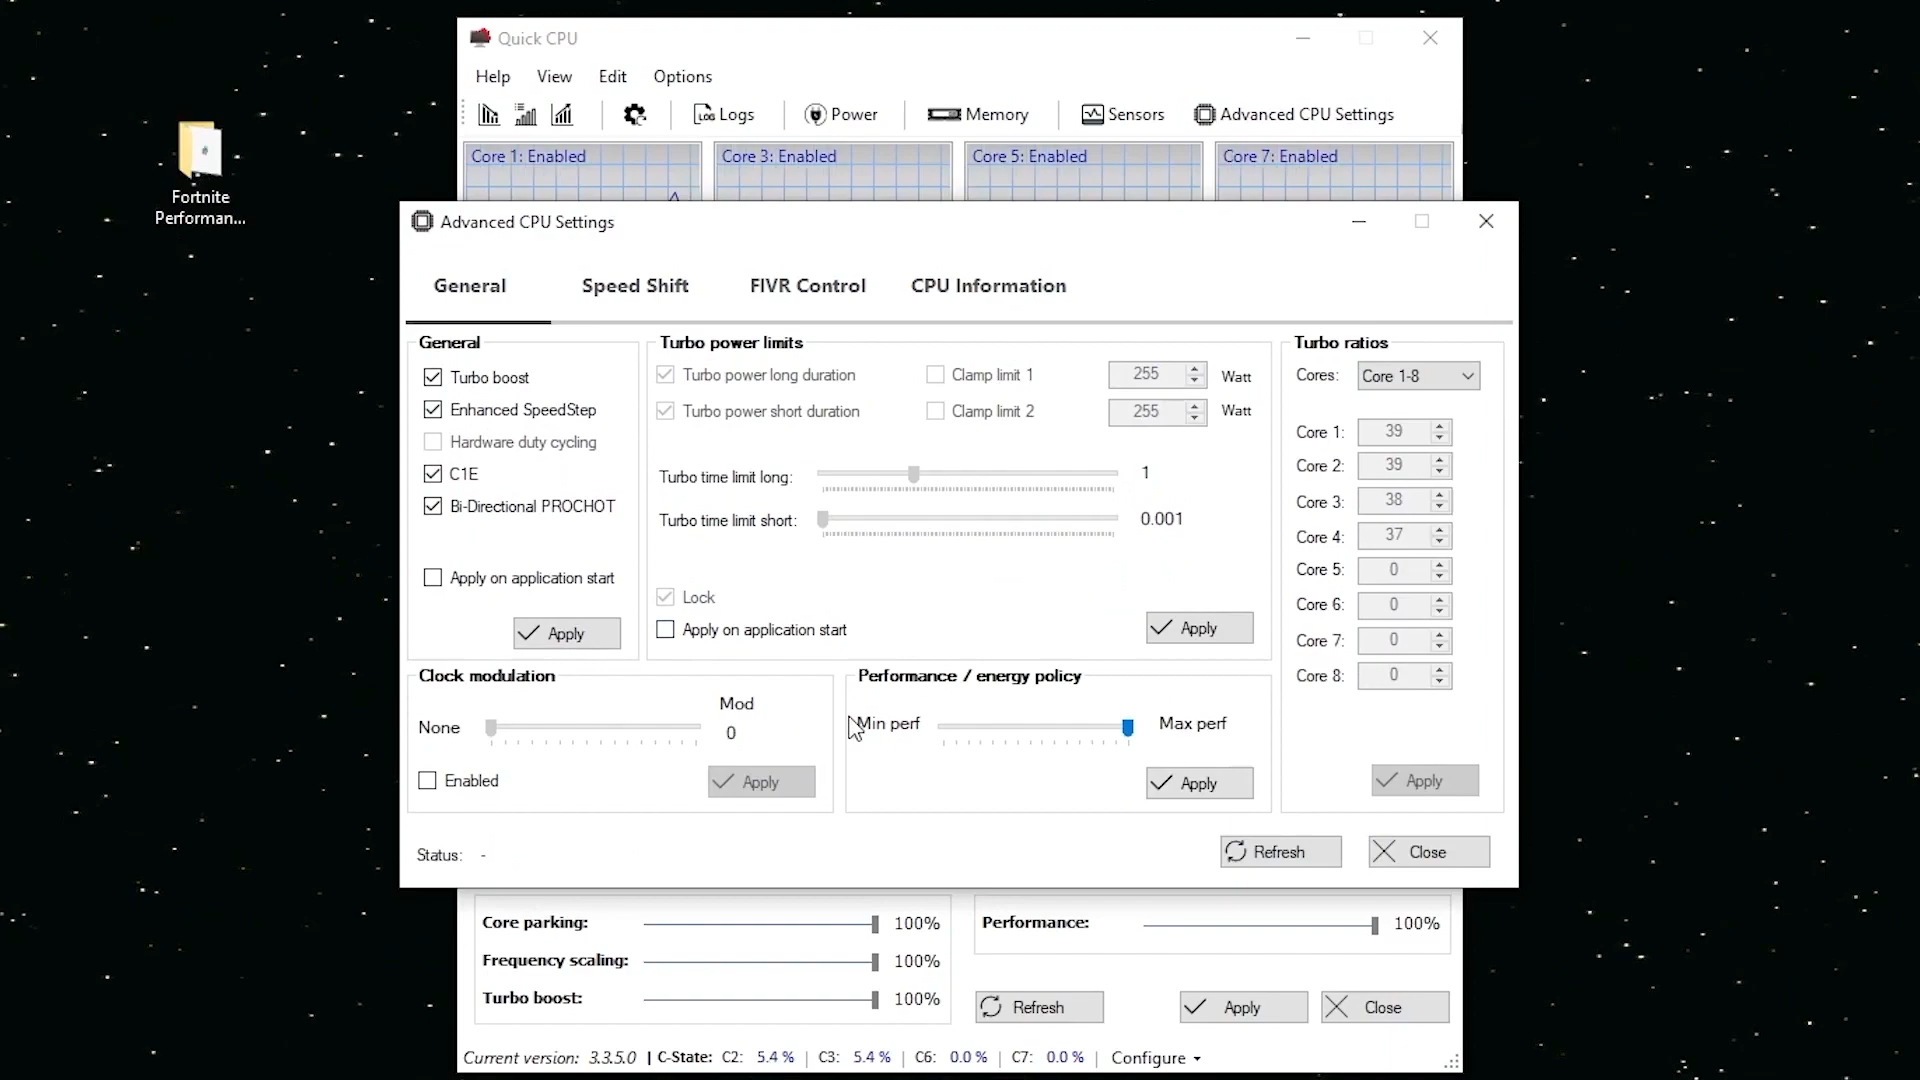 Quick CPU
Help View Edit Options
LOG Logs Power Memory Sensors Advanced CPU Settings
Core 1: Enabled Core 3: Enabled Core 5: Enabled Core 7: Enabled
Fortnite
Performan...
Advanced CPU Settings
General Speed Shift FIVR Control CPU Information
General
Turbo boost
Enhanced SpeedStep
Hardware duty cycling
C1E
Bi-Directional PROCHOT
Apply on application start
Apply
Turbo power limits
Turbo power long duration Clamp limit 1 255 Watt
Turbo power short duration Clamp limit 2 255 Watt
Turbo time limit long: 1
Turbo time limit short: 0.001
Lock
Apply on application start Apply
Turbo ratios
Cores: Core 1-8
Core 1: 39
Core 2: 39
Core 3: 38
Core 4: 37
Core 5: 0
Core 6: 0
Core 7: 0
Core 8: 0
Apply
Clock modulation
Mod
None 0
Enabled Apply
Performance / energy policy
Min perf Max perf
Apply
Status: -
Refresh Close
Core parking: 100%
Frequency scaling: 100%
Turbo boost: 100%
Performance: 100%
Refresh Apply Close
Current version: 3.3.5.0 | C-State: C2: 5.4 % | C3: 5.4 % | C6: 0.0 % | C7: 0.0 % | Configure